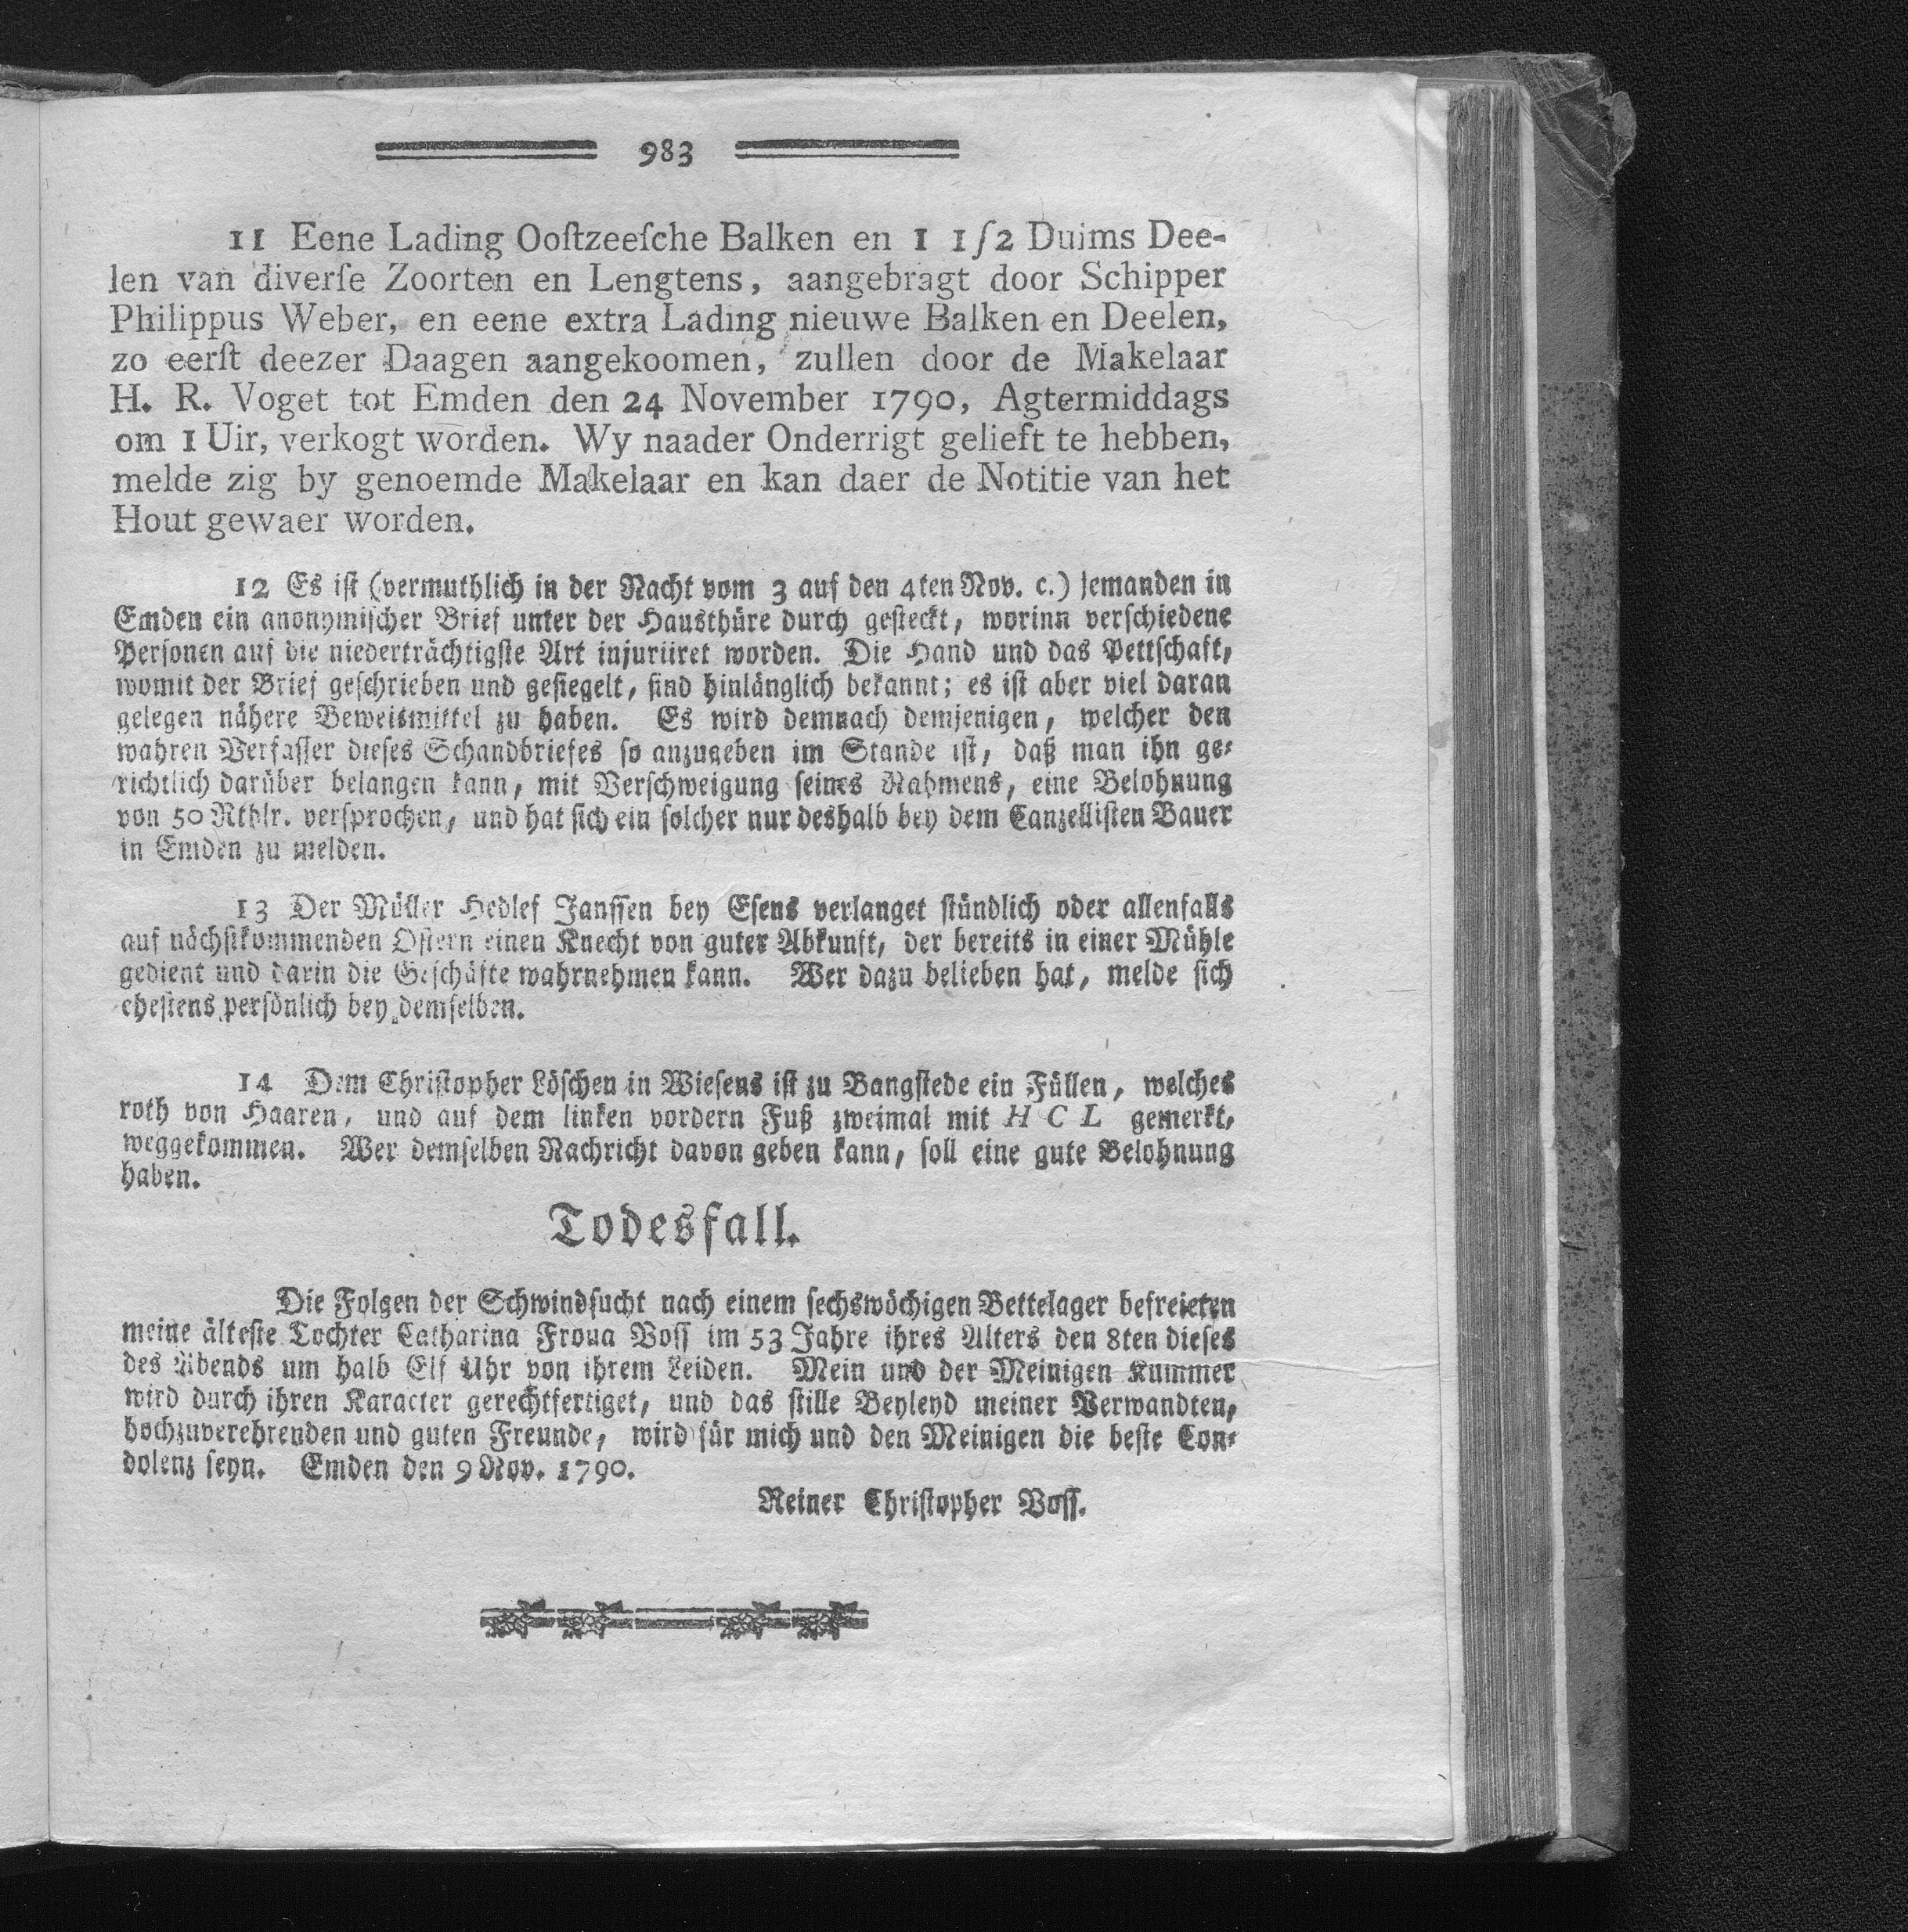 983
11 Eene Lading Ooſtzeeſche Balken en 1 1ſ2 Duims Dee-
len van diverſe Zoorten en Lengtens, aangebragt door Schipper
Philippus Weber, en eene extra Lading nieuwe Balken en Deelen,
zo eerſt deezer Daagen aangekoomen, zullen door de Makelaar
H. R. Voget tot Emden den 24 November 1790, Agtermiddags
om 1 Uir, verkogt worden. Wy naader Onderrigt gelieft te hebben,
melde zig by genoemde Makelaar en kan daer de Notitie van het
Hout gewaer worden.
12 Es iſt (vermuthlich in der Nacht vom 3 auf den 4ten Nov. c.) jemanden in
Emden ein anonymiſcher Brief unter der Hausthüre durch geſteckt, worinn verſchiedene
Perſonen auf die niederträchtigſte Art injuriiret worden. Die Hand und das Pettſchaft,
womit der Brief geſchrieben und geſiegelt, ſind hinlänglich bekannt; es iſt aber viel daran
gelegen nähere Beweismittel zu haben. Es wird demnach demjenigen, welcher den
wahren Verfaſſer dieſes Schandbriefes ſo anzugeben im Stande iſt, daß man ihn ge-
richtlich darüber belangen kann, mit Verſchweigung ſeines Nahmens, eine Belohnung
von 50 Rthlr. verſprochen, und hat ſich ein ſolcher nur deshalb bey dem Canzelliſten Bauer
in Emden zu melden.
13 Der Müller Hedlef Janſſen bey Eſens verlanget ſtündlich oder allenfalls
auf nächſtkommenden Oſtern einen Knecht von guter Abkunft, der bereits in einer Mühle
gedient und darin die Geſchäfte wahrnehmen kann. Wer dazu belieben hat, melde ſich
eheſtens perſönlich bey demſelben.
14 Dem Chriſtopher Löſchen in Wieſens iſt zu Bangſtede ein Füllen, welches
roth von Haaren, und auf dem linken vordern Fuß zweimal mit H C L gemerkt,
weggekommen. Wer demſelben Nachricht davon geben kann, ſoll eine gute Belohnung
haben.
Todesfall.
Die Folgen der Schwindſucht nach einem ſechswöchigen Bettelager befreieten
meine älteſte Tochter Catharina Froua Voſſ im 53 Jahre ihres Alters den 8ten dieſes
des Abends um halb Elf Uhr von ihrem Leiden. Mein und der Meinigen Kummer
wird durch ihren Karacter gerechtfertiget, und das ſtille Beyleyd meiner Verwandten,
hochzuverehrenden und guten Freunde, wird für mich und den Meinigen die beſte Con-
dolenz ſeyn. Emden den 9 Nov. 1790.
Reiner Chriſtopher Voſſ.